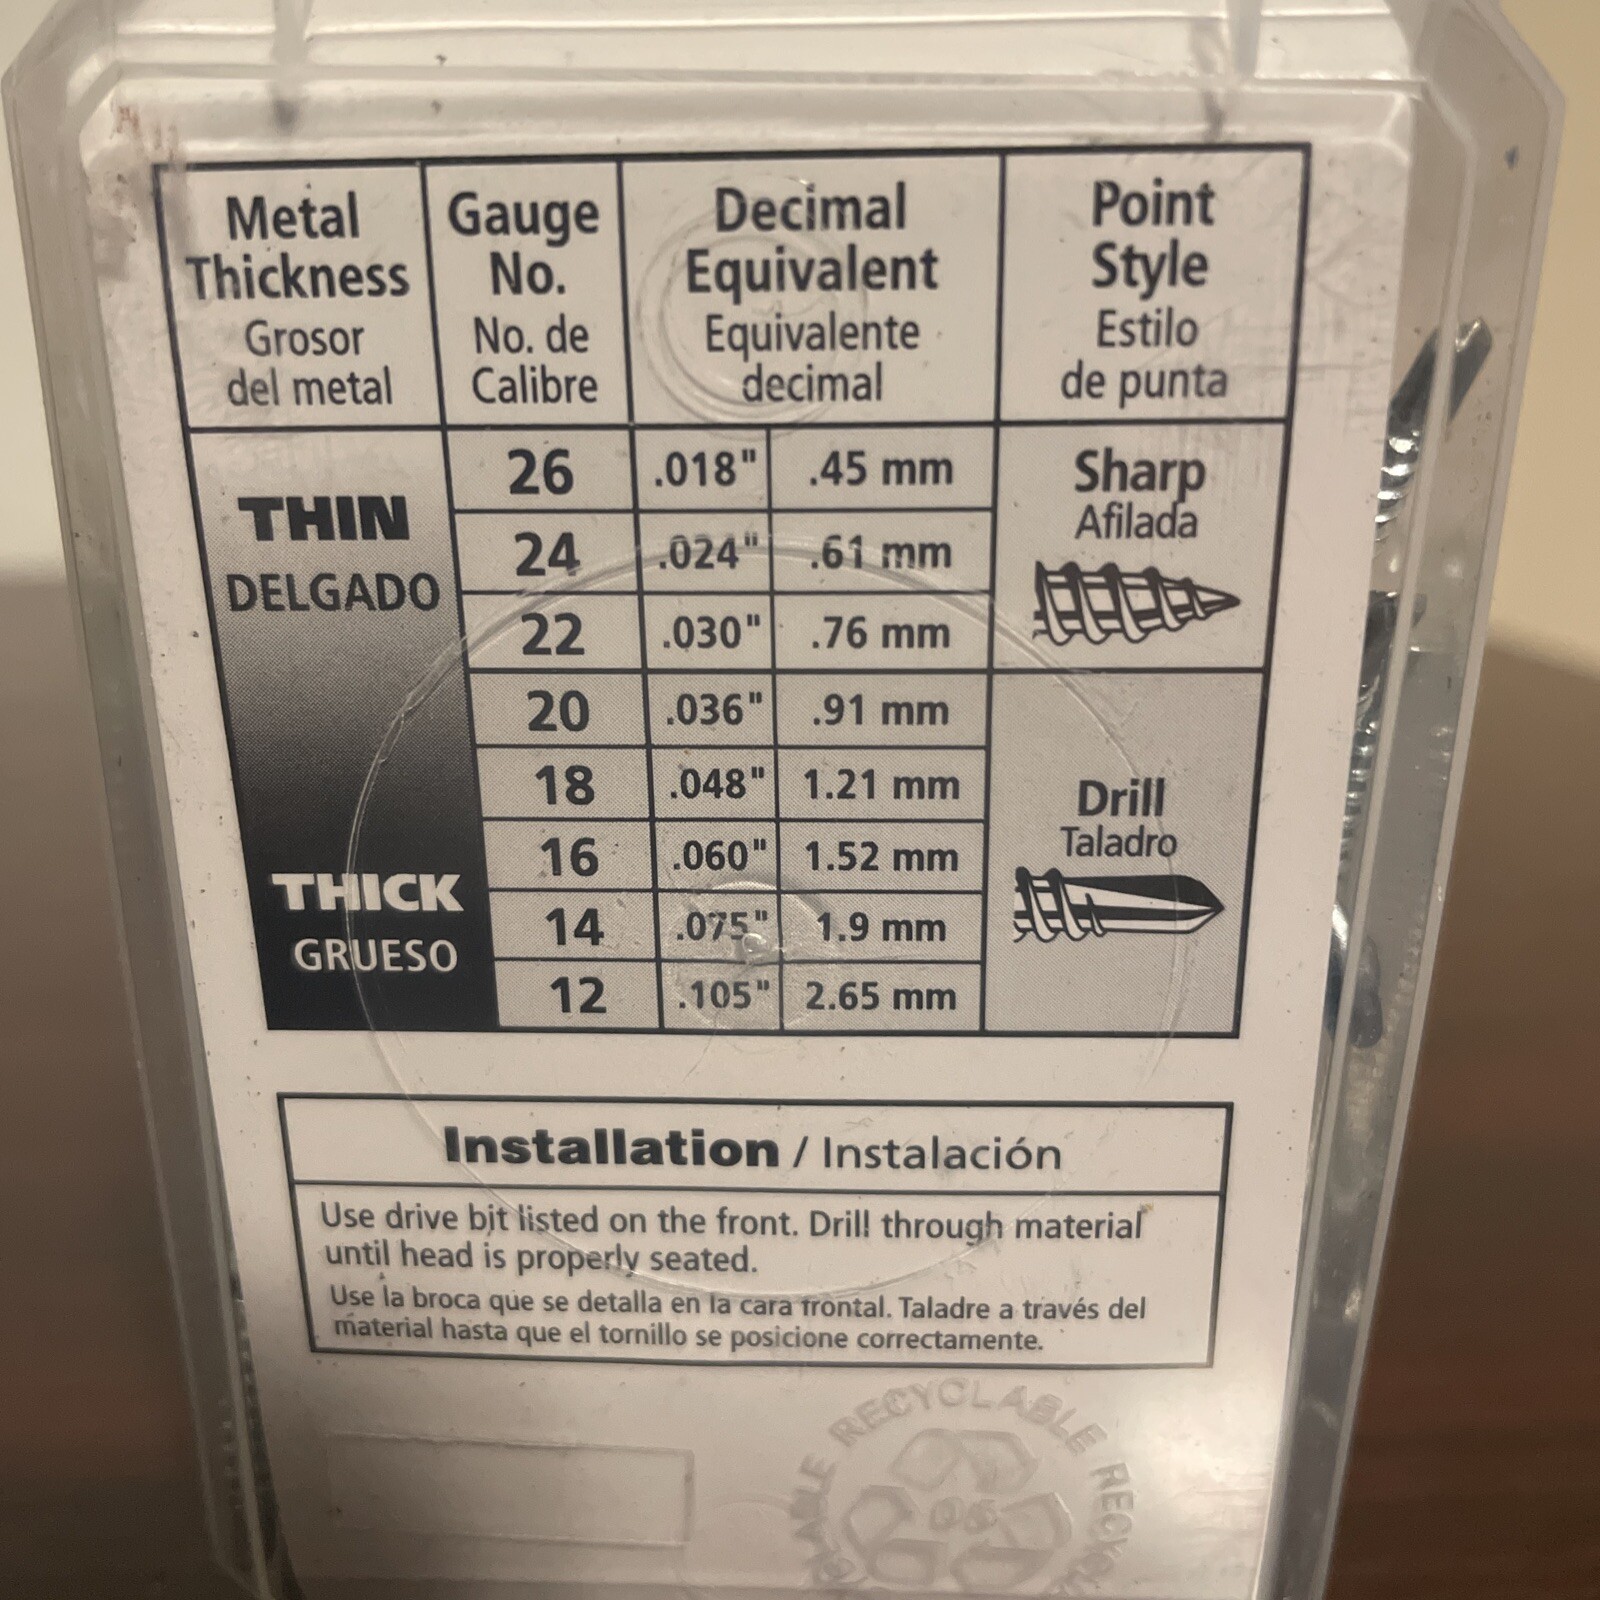 Metal
Thickness
Grosor
del metal
Gauge
No.
No. de
Calibre
Decimal
Equivalent
Equivalente
decimal
Point
Style
Estilo
de punta
THIN
DELGADO
THICK
GRUESO
26 .018" .45 mm
24 .024" .61 mm
22 .030" .76 mm
20 .036" .91 mm
18 .048" 1.21 mm
16 .060" 1.52 mm
14 .075" 1.9 mm
12 .105" 2.65 mm
Sharp
Afilada
Drill
Taladro
Installation / Instalación
Use drive bit listed on the front. Drill through material
until head is properly seated.
Use la broca que se detalla en la cara frontal. Taladre a través del
material hasta que el tornillo se posicione correctamente.
RECYCLABLE